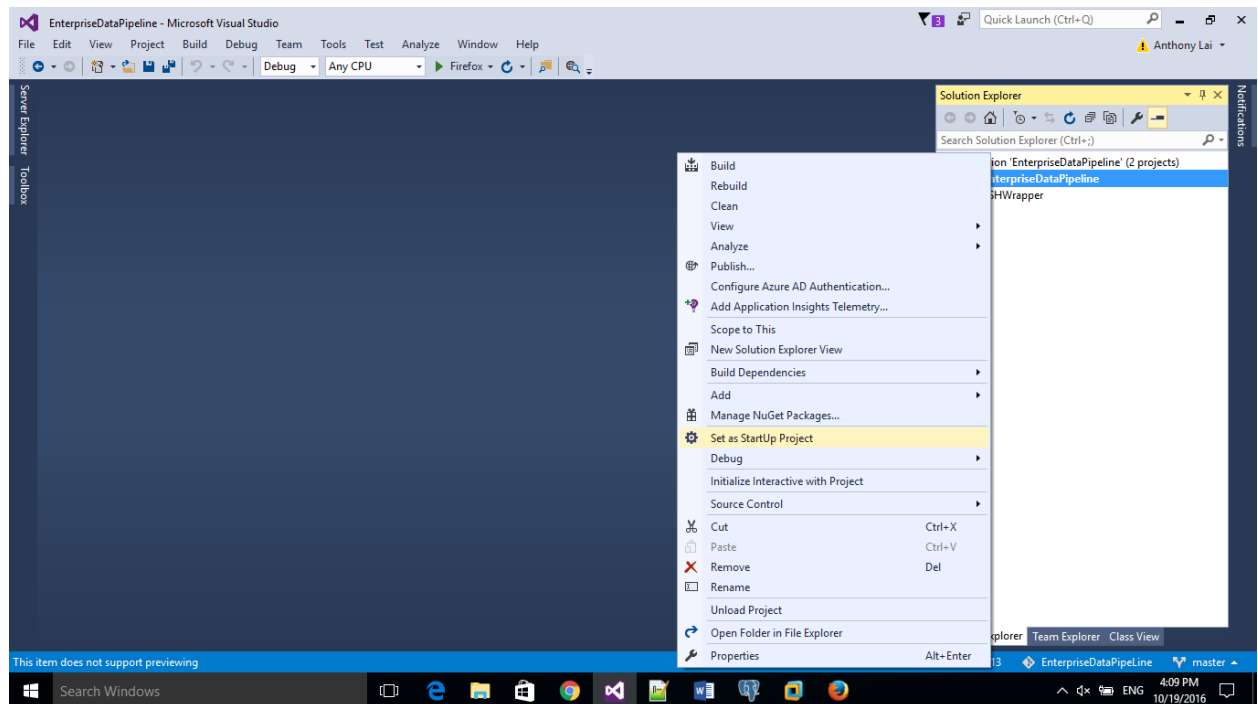 EnterpriseDataPipeline - Microsoft Visual Studio
3
Quick Launch (Ctrl+Q)
File Edit View Project Build Debug Team Tools Test Analyze Window Help
Anthony Lai
Debug Any CPU Firefox
Server Explorer
Toolbox
Solution Explorer
Notifications
Search Solution Explorer (Ctrl+;)
ion 'EnterpriseDataPipeline' (2 projects)
nterpriseDataPipeline
SHWrapper
Build
Rebuild
Clean
View
Analyze
Publish...
Configure Azure AD Authentication...
Add Application Insights Telemetry...
Scope to This
New Solution Explorer View
Build Dependencies
Add
Manage NuGet Packages...
Set as StartUp Project
Debug
Initialize Interactive with Project
Source Control
Cut Ctrl+X
Paste Ctrl+V
Remove Del
Rename
Unload Project
Open Folder in File Explorer
Properties Alt+Enter
xplorer Team Explorer Class View
This item does not support previewing
13 EnterpriseDataPipeLine master
Search Windows
ENG
4:09 PM
10/19/2016